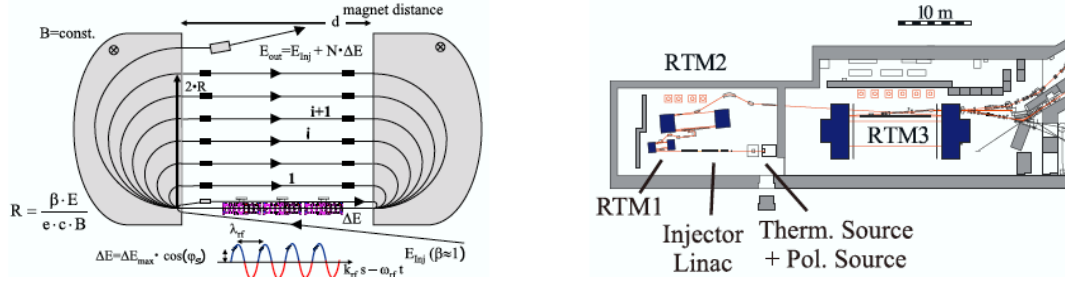 magnet distance
d
B=const.
E_out=E_Inj + N·ΔE
2·R
i+1
i
1
R = β·E / e·c·B
ΔE
λ_rf
E_Inj (β≈1)
ΔE=ΔE_max· cos(φ_s)
k_rf s – ω_rf t
10 m
RTM2
RTM3
RTM1
Injector
Linac
Therm. Source
+ Pol. Source